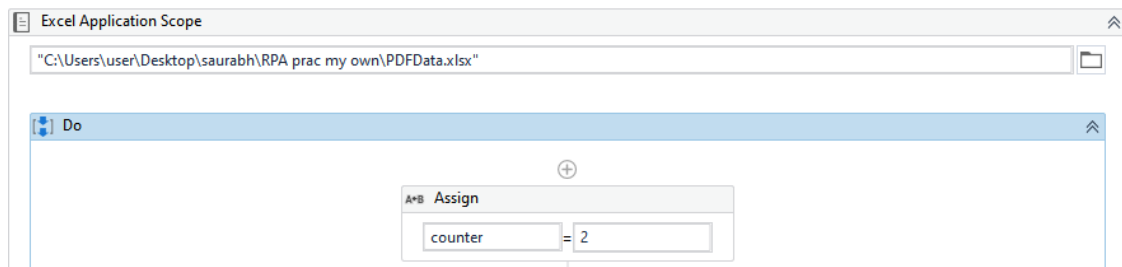 Excel Application Scope
"C:\Users\user\Desktop\saurabh\RPA prac my own\PDFData.xlsx"
Do
A+B Assign
counter = 2